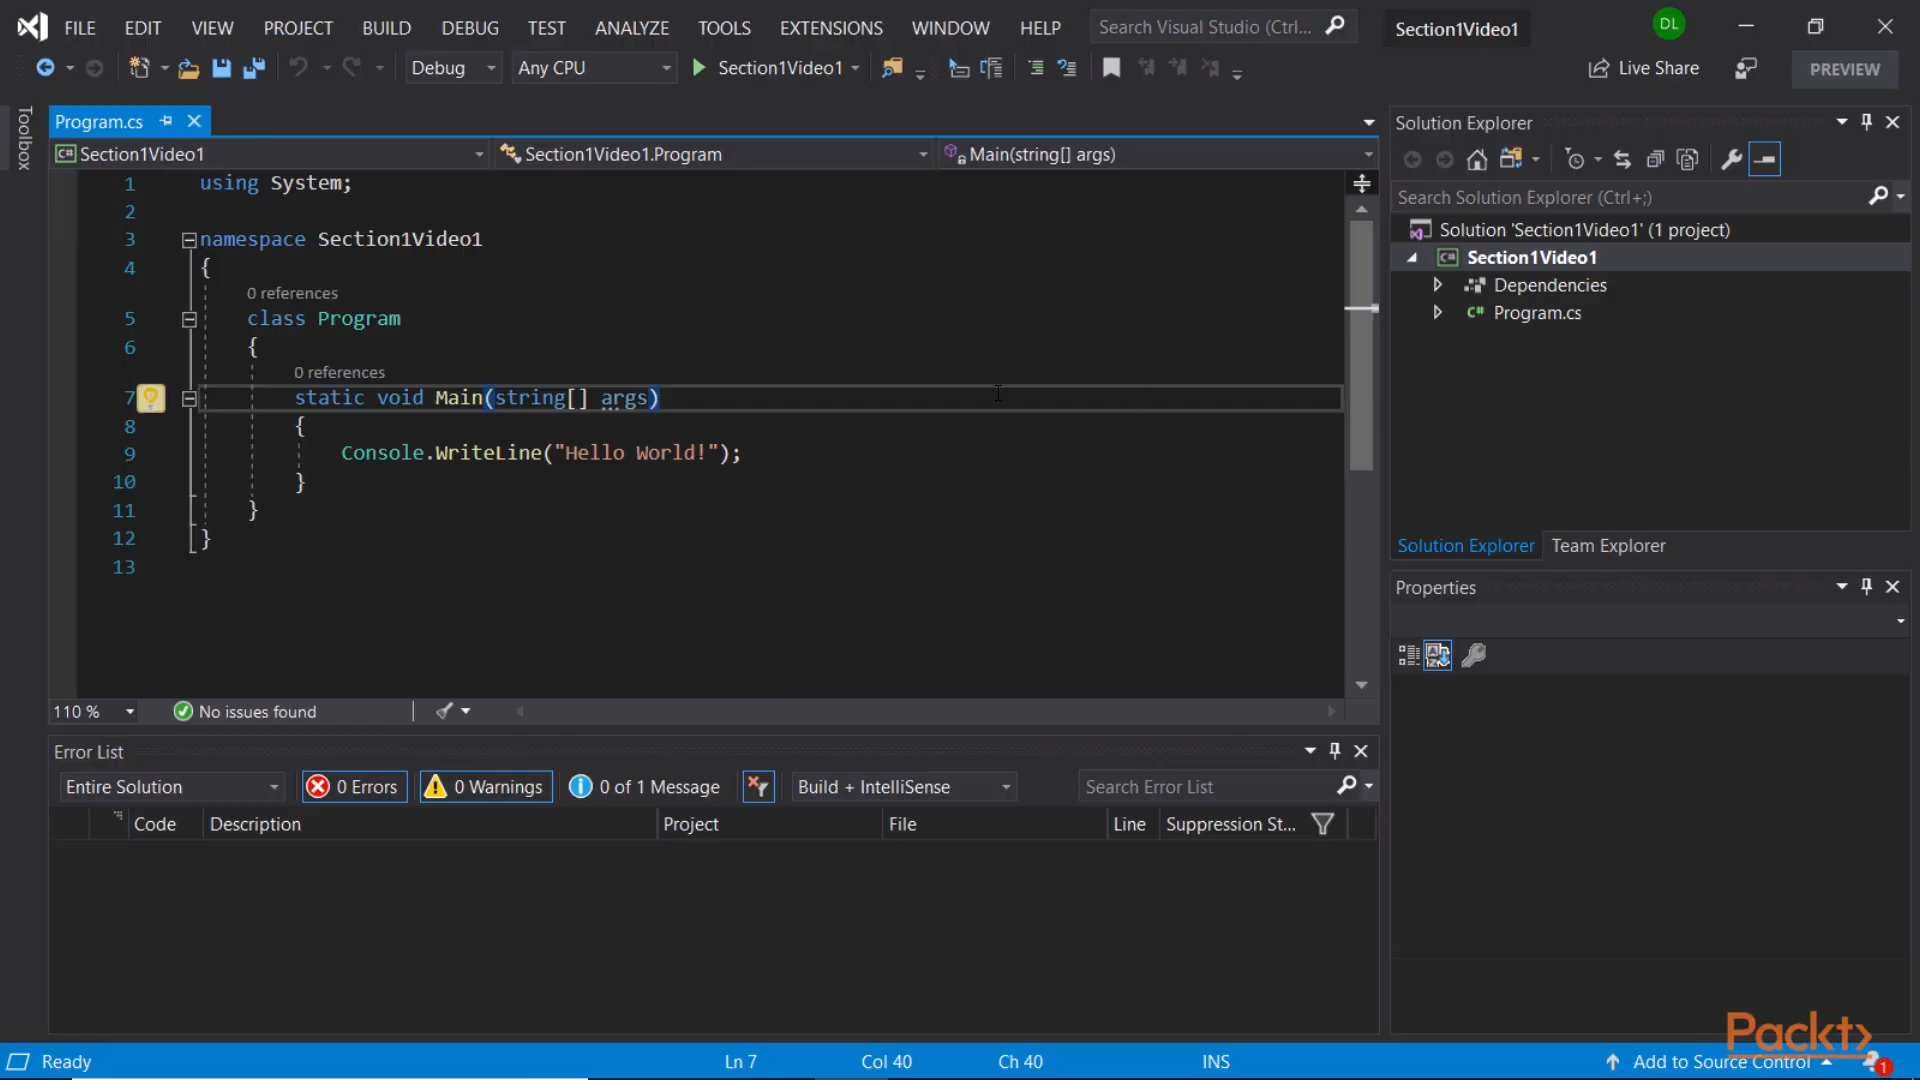 FILE EDIT VIEW PROJECT BUILD DEBUG TEST ANALYZE TOOLS EXTENSIONS WINDOW HELP Search Visual Studio (Ctrl... Section1Video1 DL
Debug Any CPU Section1Video1 Live Share PREVIEW
Toolbox
Program.cs
Section1Video1 Section1Video1.Program Main(string[] args)
1 using System;
2
3 namespace Section1Video1
4 {
0 references
5 class Program
6 {
0 references
7 static void Main(string[] args)
8 {
9 Console.WriteLine("Hello World!");
10 }
11 }
12 }
13
110 % No issues found
Solution Explorer
Search Solution Explorer (Ctrl+;)
Solution 'Section1Video1' (1 project)
C# Section1Video1
Dependencies
C# Program.cs
Solution Explorer Team Explorer
Properties
Error List
Entire Solution 0 Errors 0 Warnings 0 of 1 Message Build + IntelliSense Search Error List
Code Description Project File Line Suppression St...
Packt>
Ready Ln 7 Col 40 Ch 40 INS Add to Source Control 1